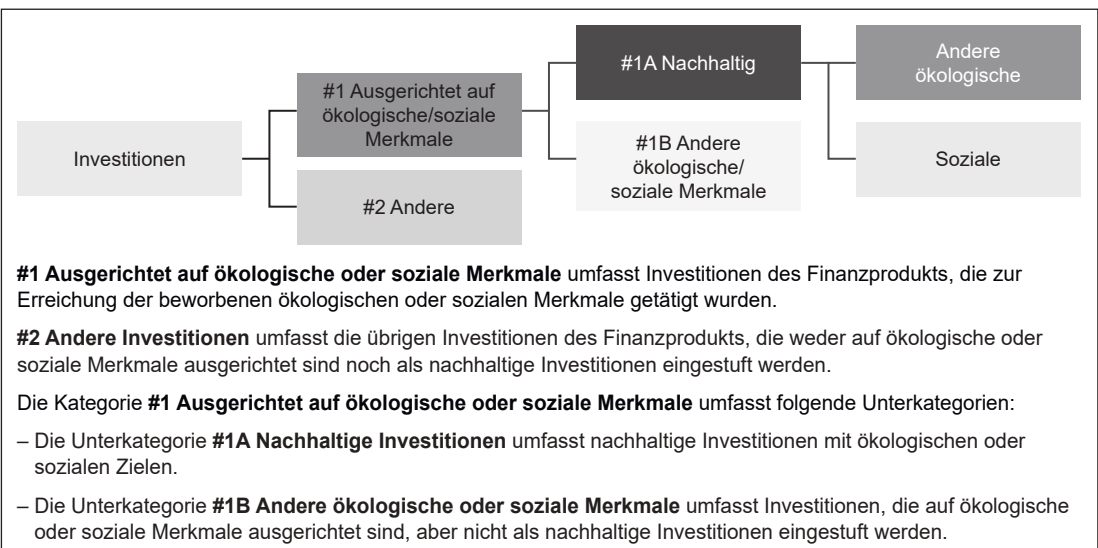 Investitionen
#1 Ausgerichtet auf
ökologische/soziale
Merkmale
#2 Andere
#1A Nachhaltig
#1B Andere
ökologische/
soziale Merkmale
Andere
ökologische
Soziale
#1 Ausgerichtet auf ökologische oder soziale Merkmale umfasst Investitionen des Finanzprodukts, die zur
Erreichung der beworbenen ökologischen oder sozialen Merkmale getätigt wurden.
#2 Andere Investitionen umfasst die übrigen Investitionen des Finanzprodukts, die weder auf ökologische oder
soziale Merkmale ausgerichtet sind noch als nachhaltige Investitionen eingestuft werden.
Die Kategorie #1 Ausgerichtet auf ökologische oder soziale Merkmale umfasst folgende Unterkategorien:
– Die Unterkategorie #1A Nachhaltige Investitionen umfasst nachhaltige Investitionen mit ökologischen oder
sozialen Zielen.
– Die Unterkategorie #1B Andere ökologische oder soziale Merkmale umfasst Investitionen, die auf ökologische
oder soziale Merkmale ausgerichtet sind, aber nicht als nachhaltige Investitionen eingestuft werden.